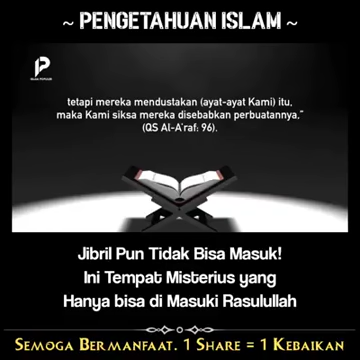 ~ PENGETAHUAN ISLAM ~
tetapi mereka mendustakan (ayat-ayat Kami) itu,
maka Kami siksa mereka disebabkan perbuatannya,”
(QS Al-A'raf: 96).
Jibril Pun Tidak Bisa Masuk!
Ini Tempat Misterius yang
Hanya bisa di Masuki Rasulullah
SEMOGA BERMANFAAT. 1 SHARE = 1 KEBAIKAN